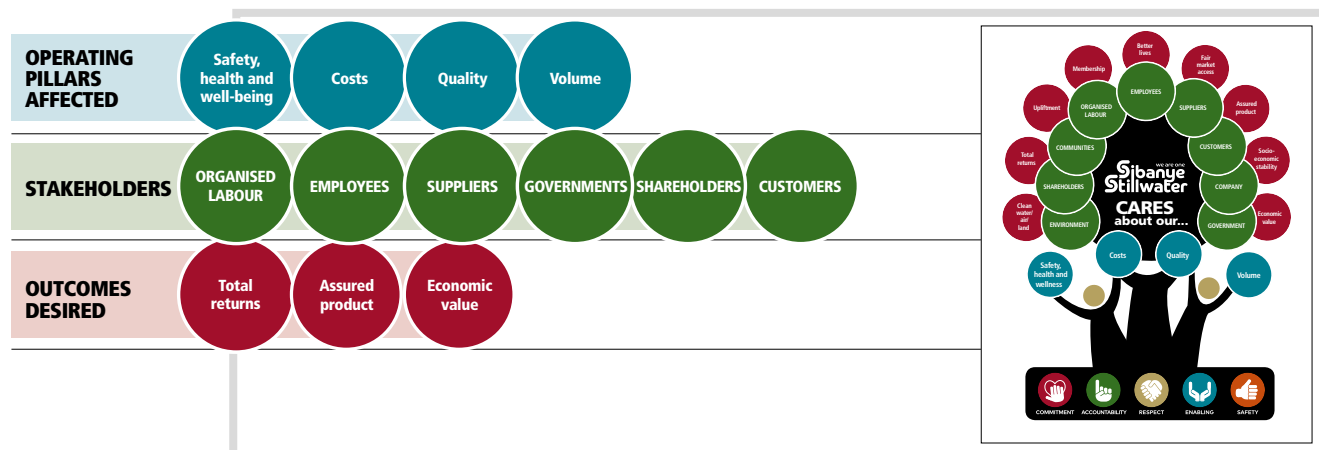 OPERATING
PILLARS
AFFECTED
Safety,
health and
well-being
Costs
Quality
Volume
STAKEHOLDERS
ORGANISED
LABOUR
EMPLOYEES
SUPPLIERS
GOVERNMENTS
SHAREHOLDERS
CUSTOMERS
OUTCOMES
DESIRED
Total
returns
Assured
product
Economic
value
Better
lives
Membership
Fair
market
access
EMPLOYEES
Upliftment
ORGANISED
LABOUR
SUPPLIERS
Assured
product
COMMUNITIES
CUSTOMERS
Total
returns
Socio-
economic
stability
we are one
Sibanye
Stillwater
SHAREHOLDERS
COMPANY
CARES
about our...
Clean
water/
air/
land
ENVIRONMENT
GOVERNMENT
Economic
value
Safety,
health and
wellness
Costs
Quality
Volume
COMMITMENT
ACCOUNTABILITY
RESPECT
ENABLING
SAFETY